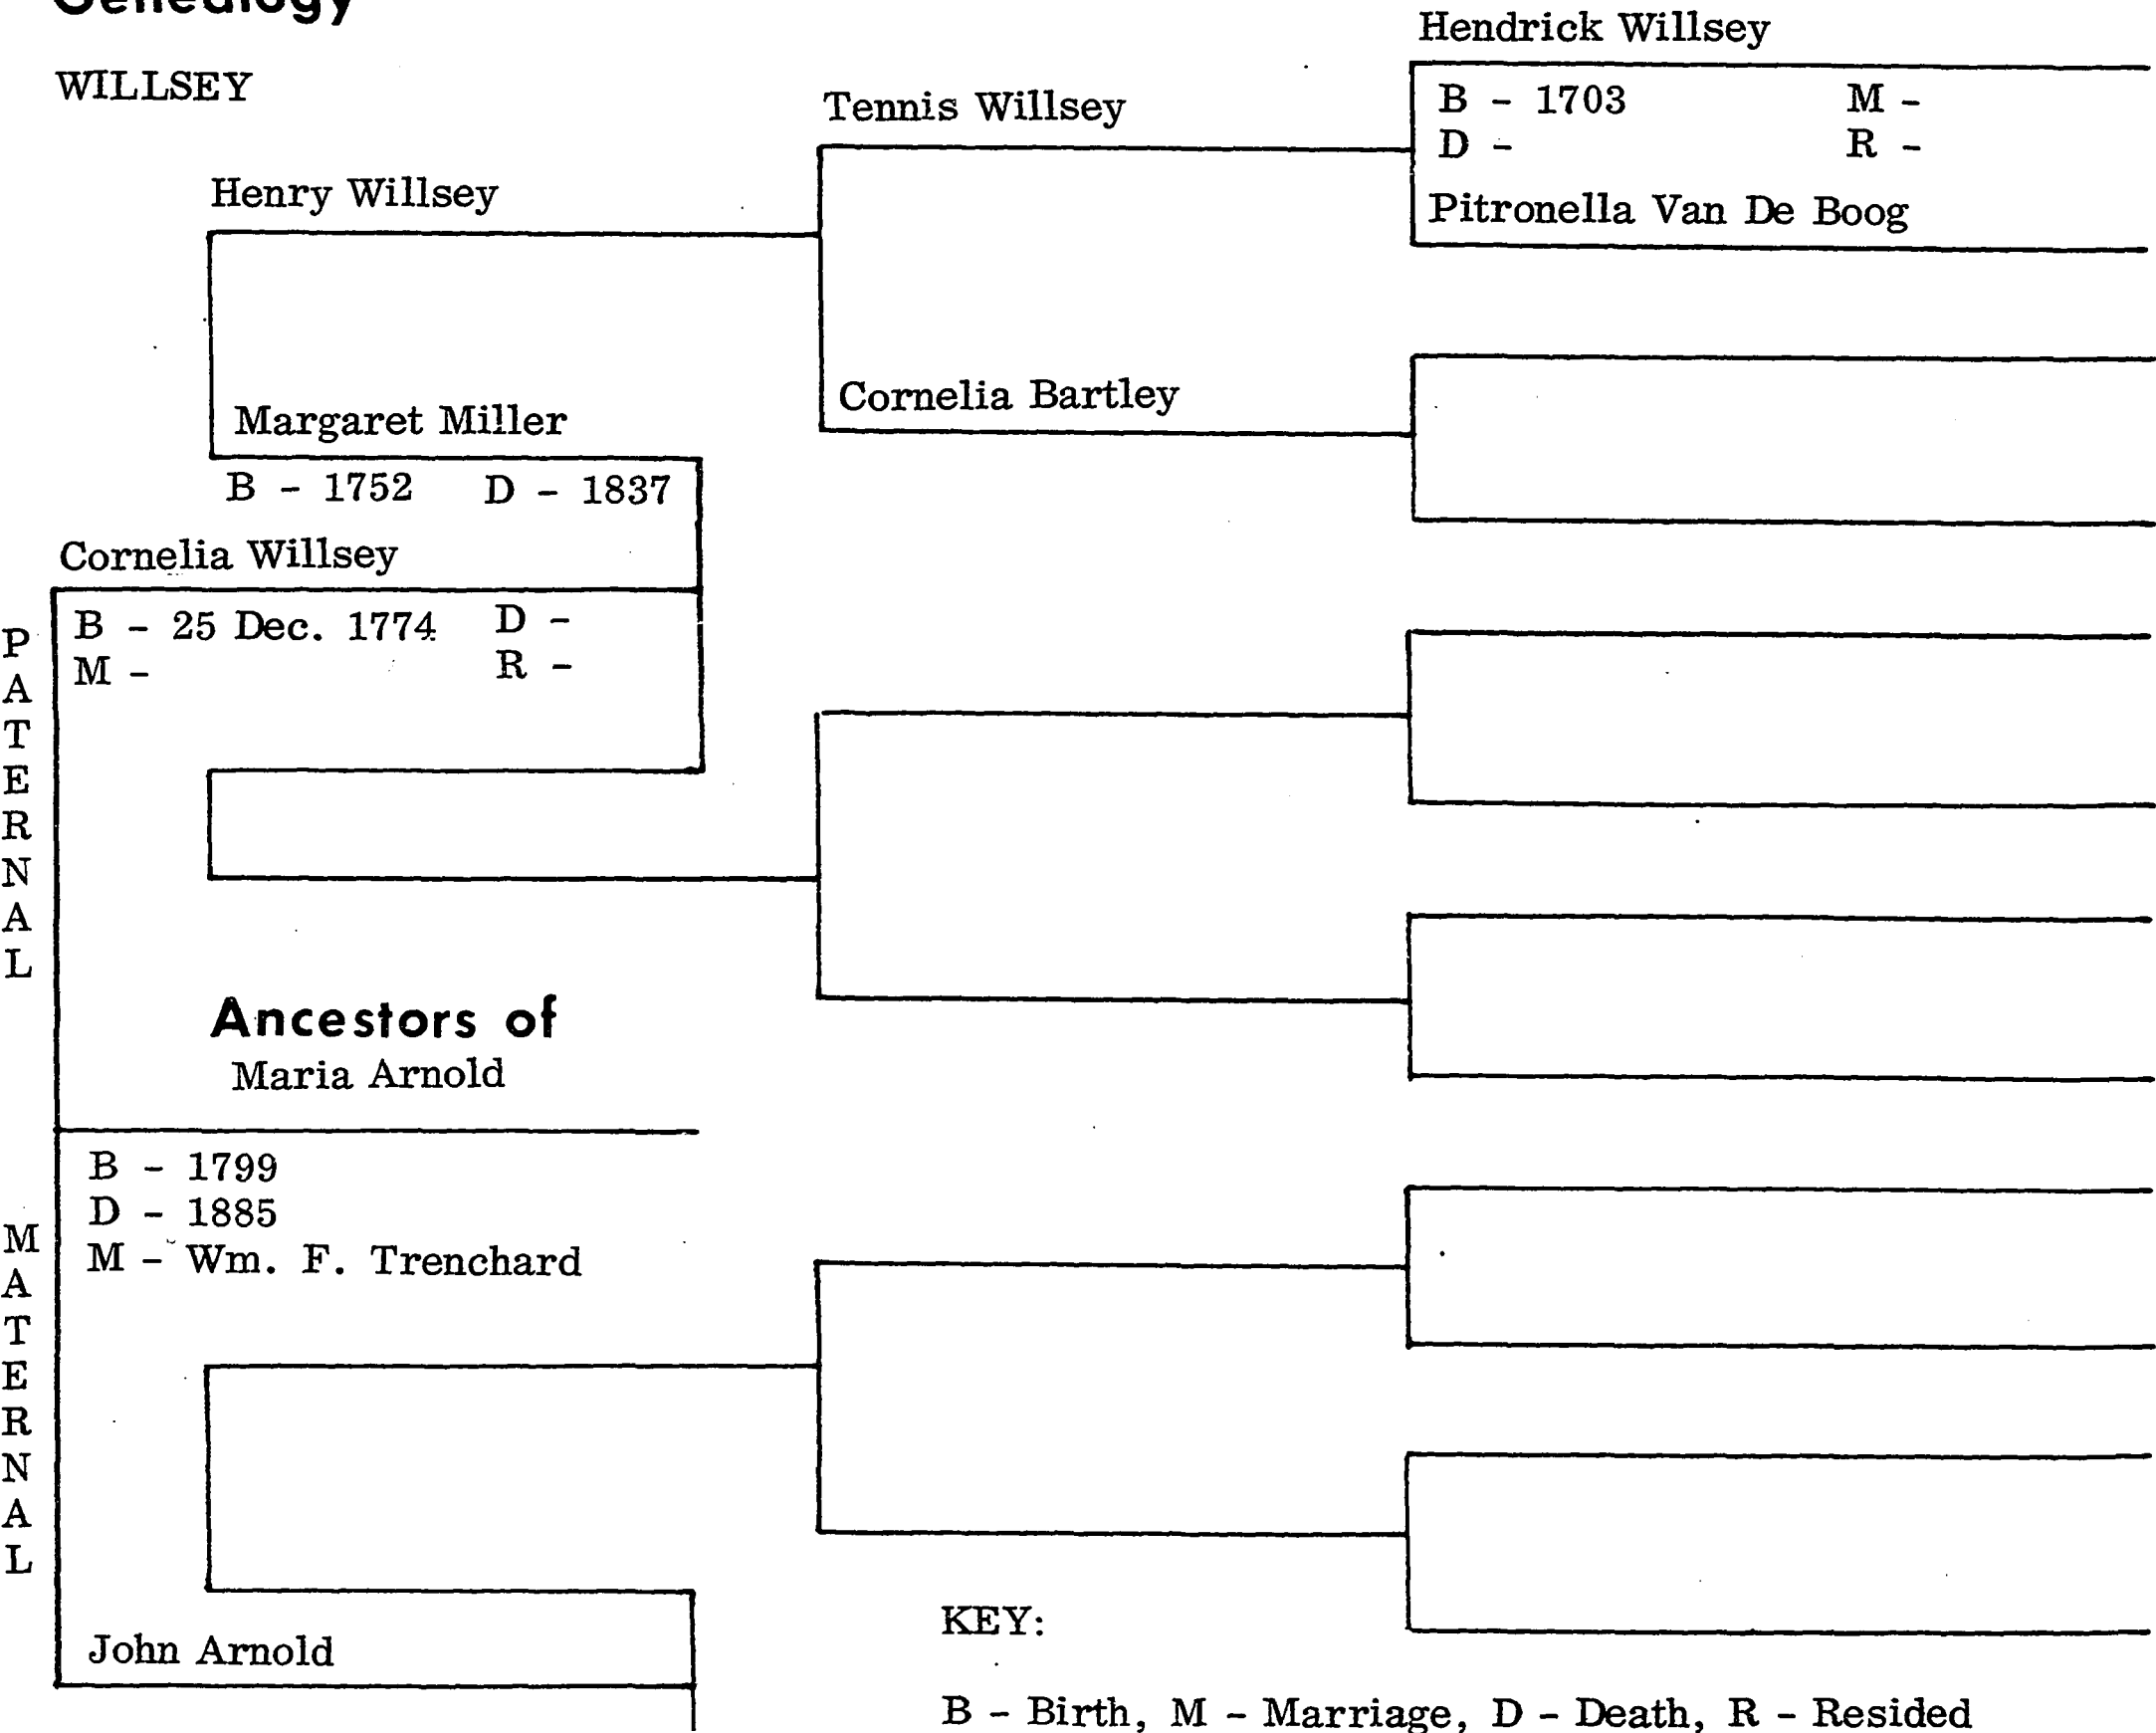 Genealogy
WILLSEY
Hendrick Willsey
B - 1703 M -
D - R -
Pitronella Van De Boog
Tennis Willsey
Henry Willsey
Cornelia Bartley
Margaret Miller
B - 1752 D - 1837
Cornelia Willsey
B - 25 Dec. 1774 D -
M - R -
PATERNAL
Ancestors of
Maria Arnold
B - 1799
D - 1885
M - Wm. F. Trenchard
MATERNAL
John Arnold
KEY:
B - Birth, M - Marriage, D - Death, R - Resided